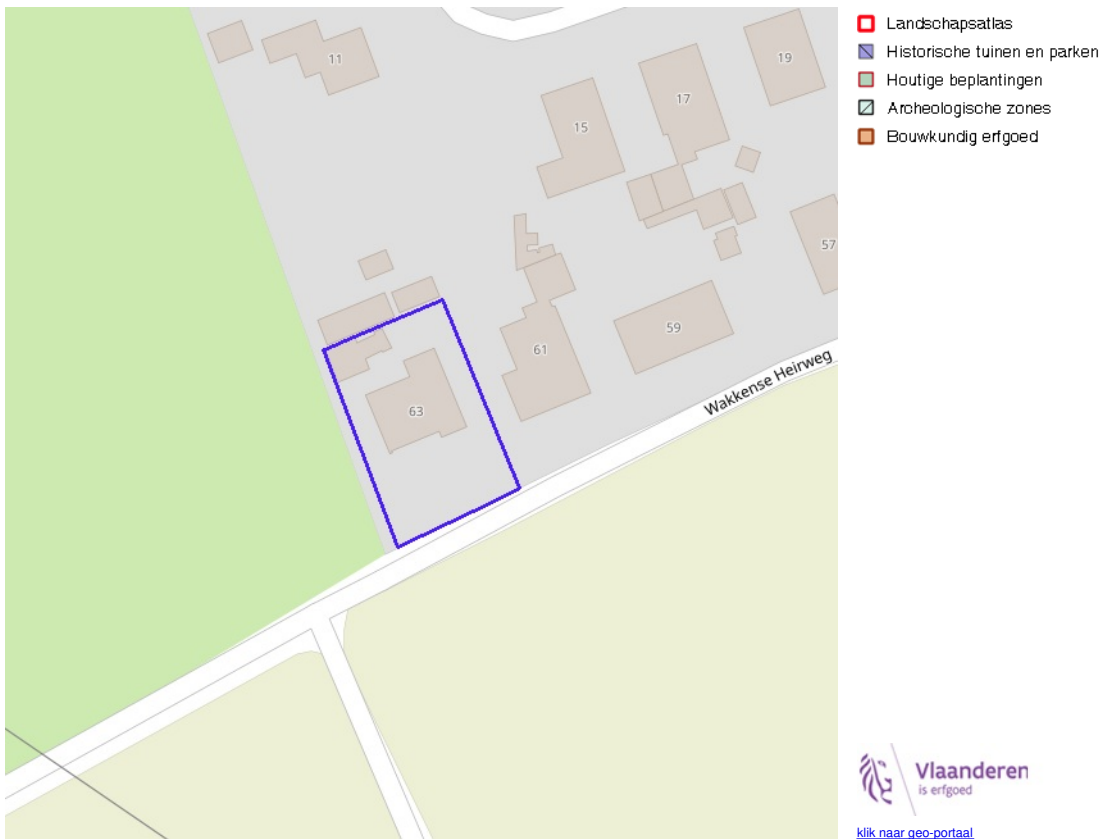 11
19
17
15
57
59
61
63
Wakkense Heirweg
Landschapsatlas
Historische tuinen en parken
Houtige beplantingen
Archeologische zones
Bouwkundig erfgoed
Vlaanderen
is erfgoed
klik naar geo-portaal